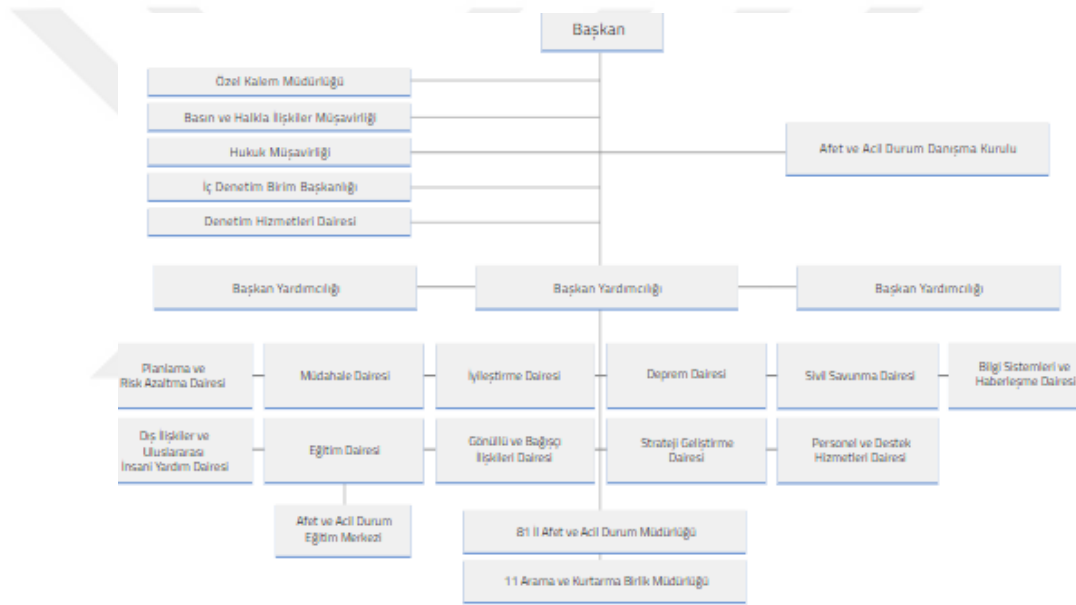 Başkan
Özel Kalem Müdürlüğü
Basın ve Halkla İlişkiler Müşavirliği
Hukuk Müşavirliği
Afet ve Acil Durum Danışma Kurulu
İç Denetim Birim Başkanlığı
Denetim Hizmetleri Dairesi
Başkan Yardımcılığı
Başkan Yardımcılığı
Başkan Yardımcılığı
Planlama ve
Risk Azaltma Dairesi
Müdahale Dairesi
İyileştirme Dairesi
Deprem Dairesi
Sivil Savunma Dairesi
Bilgi Sistemleri ve
Haberleşme Dairesi
Dış İlişkiler ve
Uluslararası
İnsani Yardım Dairesi
Eğitim Dairesi
Gönüllü ve Bağışçı
İlişkileri Dairesi
Strateji Geliştirme
Dairesi
Personel ve Destek
Hizmetleri Dairesi
Afet ve Acil Durum
Eğitim Merkezi
81 İl Afet ve Acil Durum Müdürlüğü
11 Arama ve Kurtarma Birlik Müdürlüğü